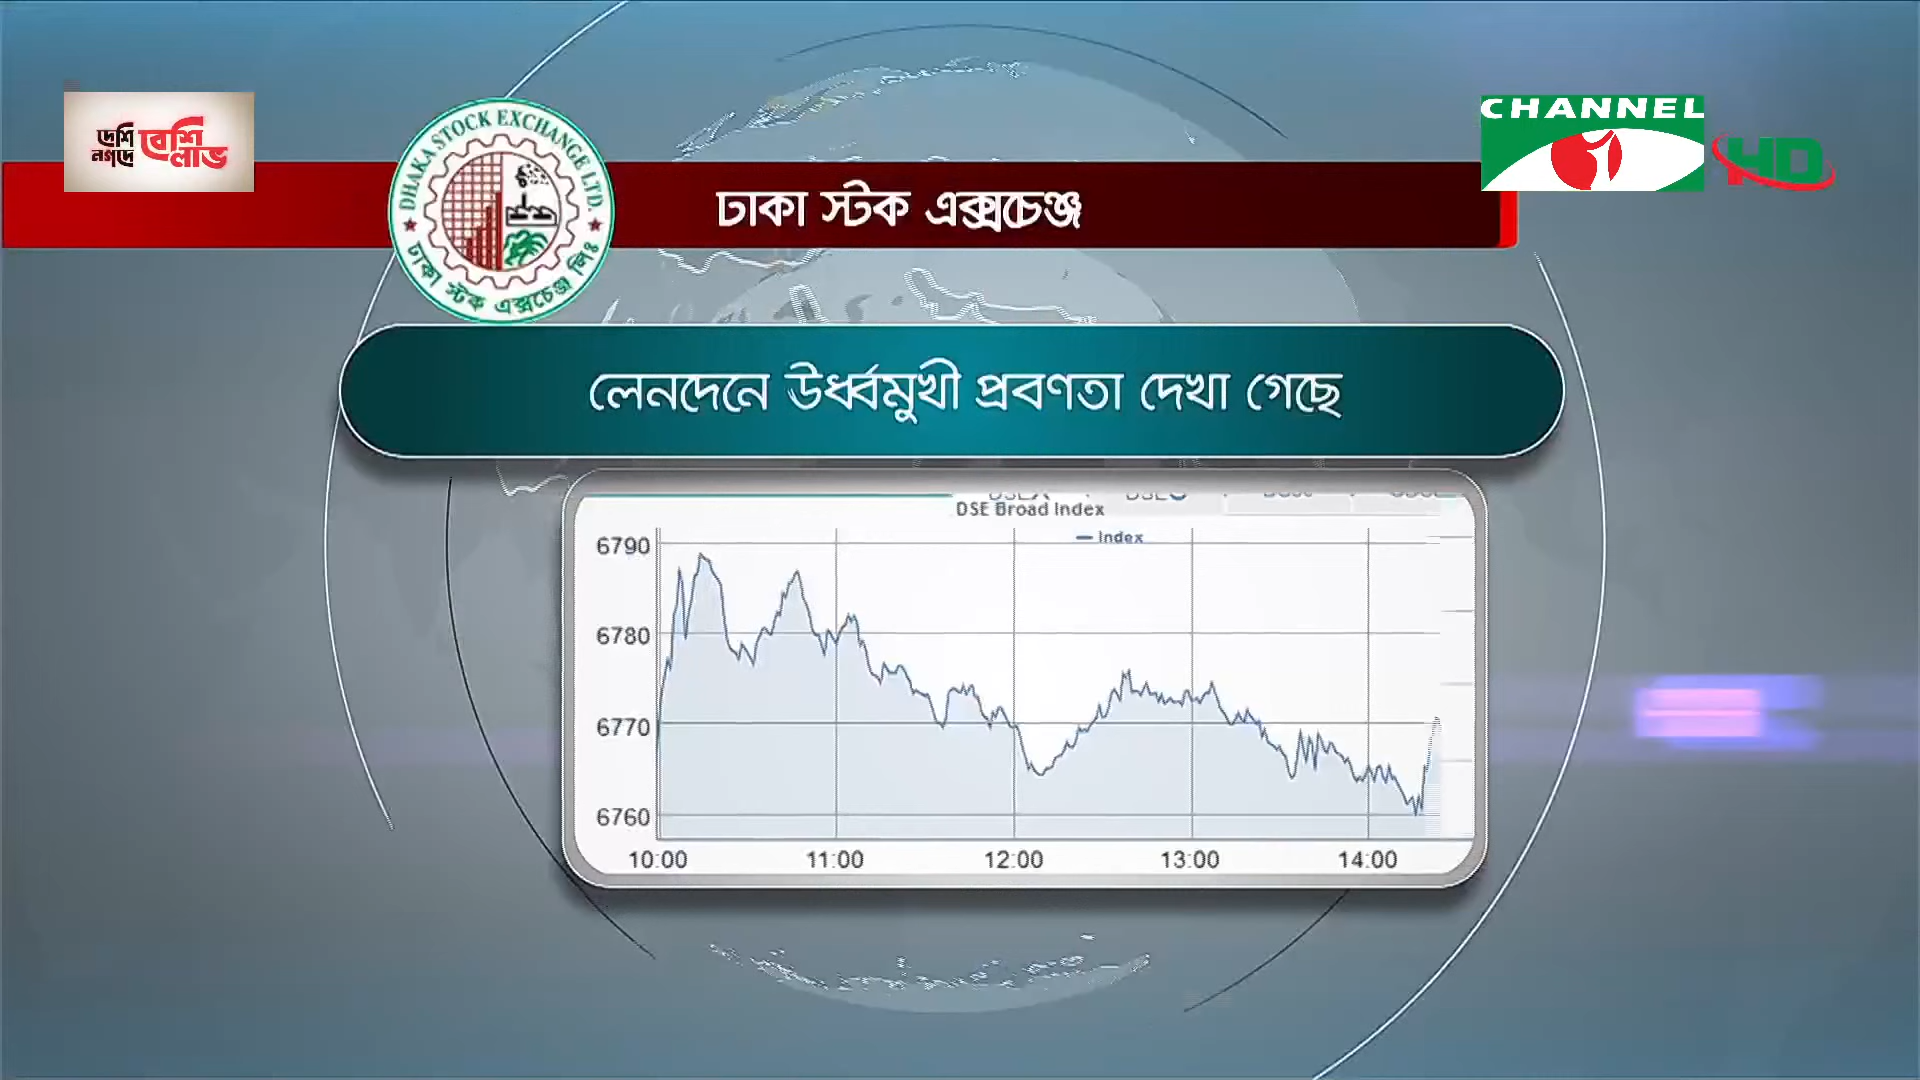 দেশি
নগদে
বেশি
লাভ
DHAKA STOCK EXCHANGE LTD.
ঢাকা স্টক এক্সচেঞ্জ লিঃ
ঢাকা স্টক এক্সচেঞ্জ
CHANNEL
HD
লেনদেনে উর্ধ্বমুখী প্রবণতা দেখা গেছে
DSE Broad Index
Index
6790
6780
6770
6760
10:00 11:00 12:00 13:00 14:00